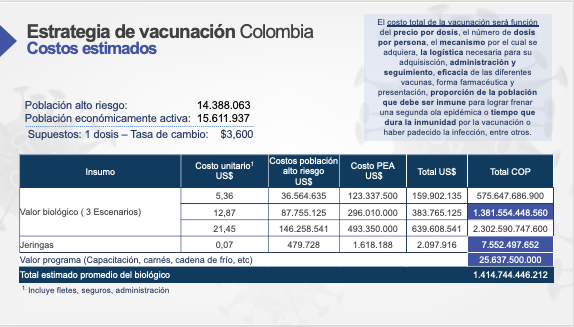 Estrategia de vacunación Colombia
Costos estimados
El costo total de la vacunación será función
del precio por dosis, el número de dosis
por persona, el mecanismo por el cual se
adquiera, la logística necesaria para su
adquisisción, administración y
seguimiento, eficacia de las diferentes
vacunas, forma farmacéutica y
presentación, proporción de la población
que debe ser inmune para lograr frenar
una segunda ola epidémica o tiempo que
dura la inmunidad por la vacunación o
haber padecido la infección, entre otros.
Población alto riesgo: 14.388.063
Población económicamente activa: 15.611.937
Supuestos: 1 dosis – Tasa de cambio: $3,600
Insumo Costo unitario¹ US$ Costos población alto riesgo US$ Costo PEA US$ Total US$ Total COP
Valor biológico ( 3 Escenarios) 5,36 36.564.635 123.337.500 159.902.135 575.647.686.900
12,87 87.755.125 296.010.000 383.765.125 1.381.554.448.560
21,45 146.258.541 493.350.000 639.608.541 2.302.590.747.600
Jeringas 0,07 479.728 1.618.188 2.097.916 7.552.497.652
Valor programa (Capacitación, carnés, cadena de frío, etc) 25.637.500.000
Total estimado promedio del biológico 1.414.744.446.212
¹. Incluye fletes, seguros, administración